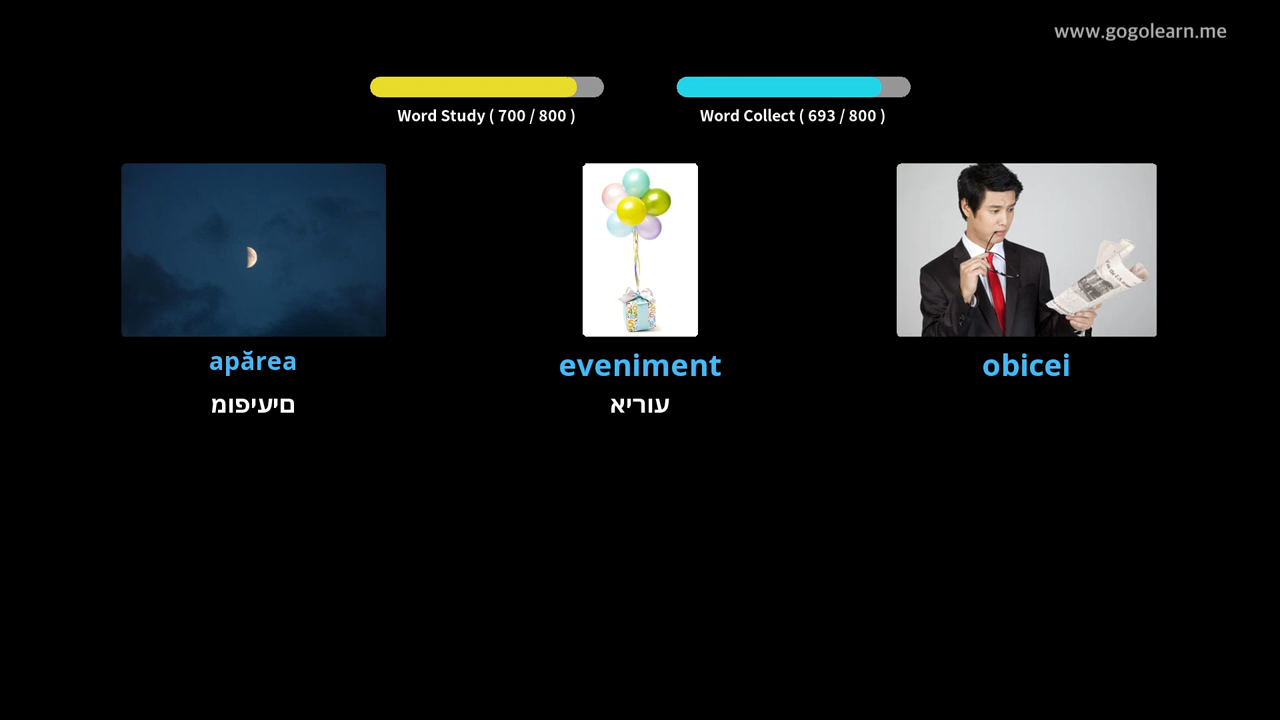 www.gogolearn.me
Word Study ( 700 / 800 )
Word Collect ( 693 / 800 )
apărea
eveniment
obicei
מופיעים
אירוע